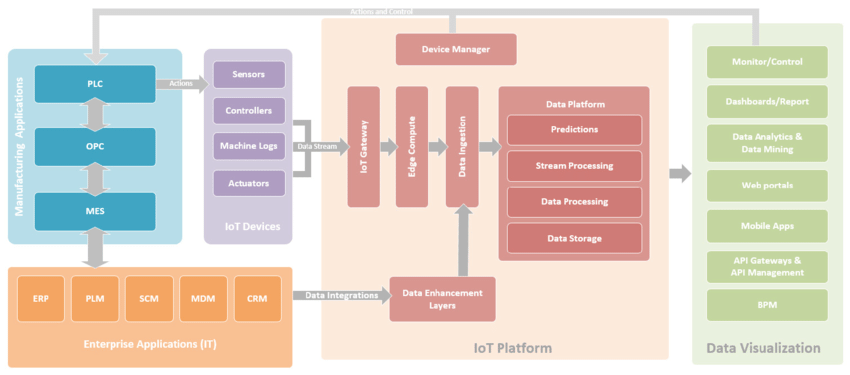 Actions and Control
Manufacturing Applications
PLC
OPC
MES
Actions
Sensors
Controllers
Machine Logs
Actuators
IoT Devices
Data Stream
Device Manager
IoT Gateway
Edge Compute
Data Ingestion
Data Platform
Predictions
Stream Processing
Data Processing
Data Storage
ERP
PLM
SCM
MDM
CRM
Enterprise Applications (IT)
Data Integrations
Data Enhancement
Layers
IoT Platform
Monitor/Control
Dashboards/Report
Data Analytics &
Data Mining
Web portals
Mobile Apps
API Gateways &
API Management
BPM
Data Visualization